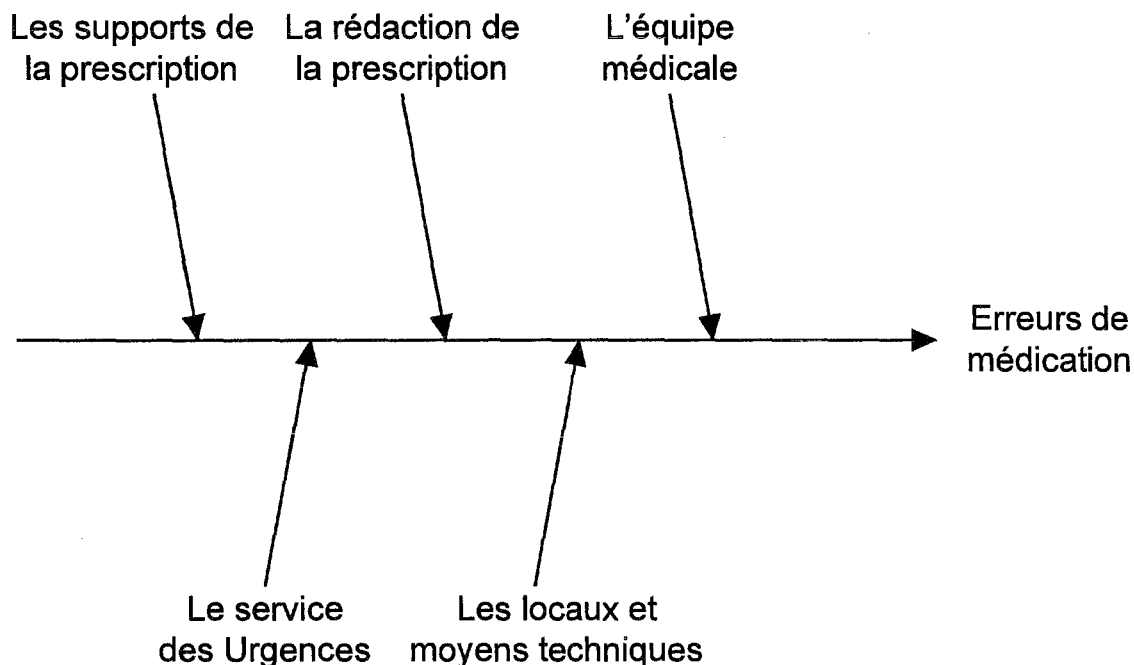 Les supports de
la prescription
La rédaction de
la prescription
L'équipe
médicale
Erreurs de
médication
Le service
des Urgences
Les locaux et
moyens techniques